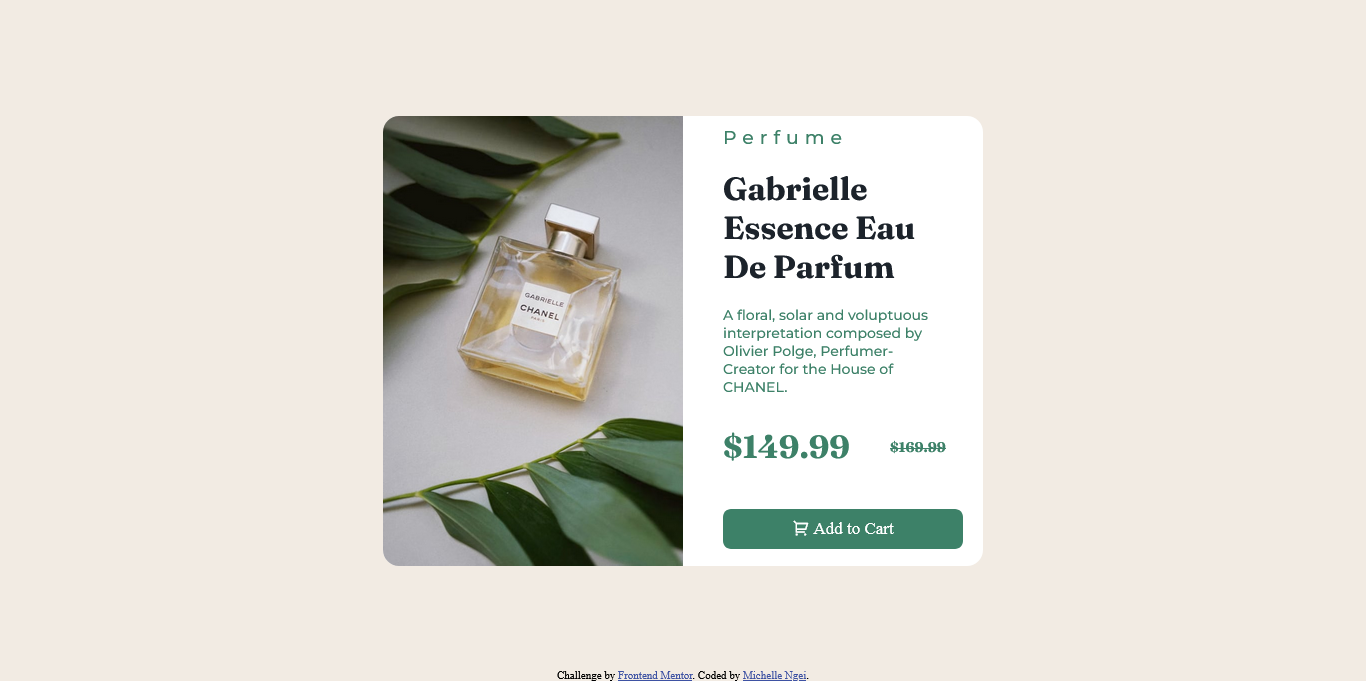 GABRIELLE
CHANEL
PARIS
Perfume
Gabrielle
Essence Eau
De Parfum
A floral, solar and voluptuous
interpretation composed by
Olivier Polge, Perfumer-
Creator for the House of
CHANEL.
$149.99 $169.99
Add to Cart
Challenge by Frontend Mentor. Coded by Michelle Ngei.